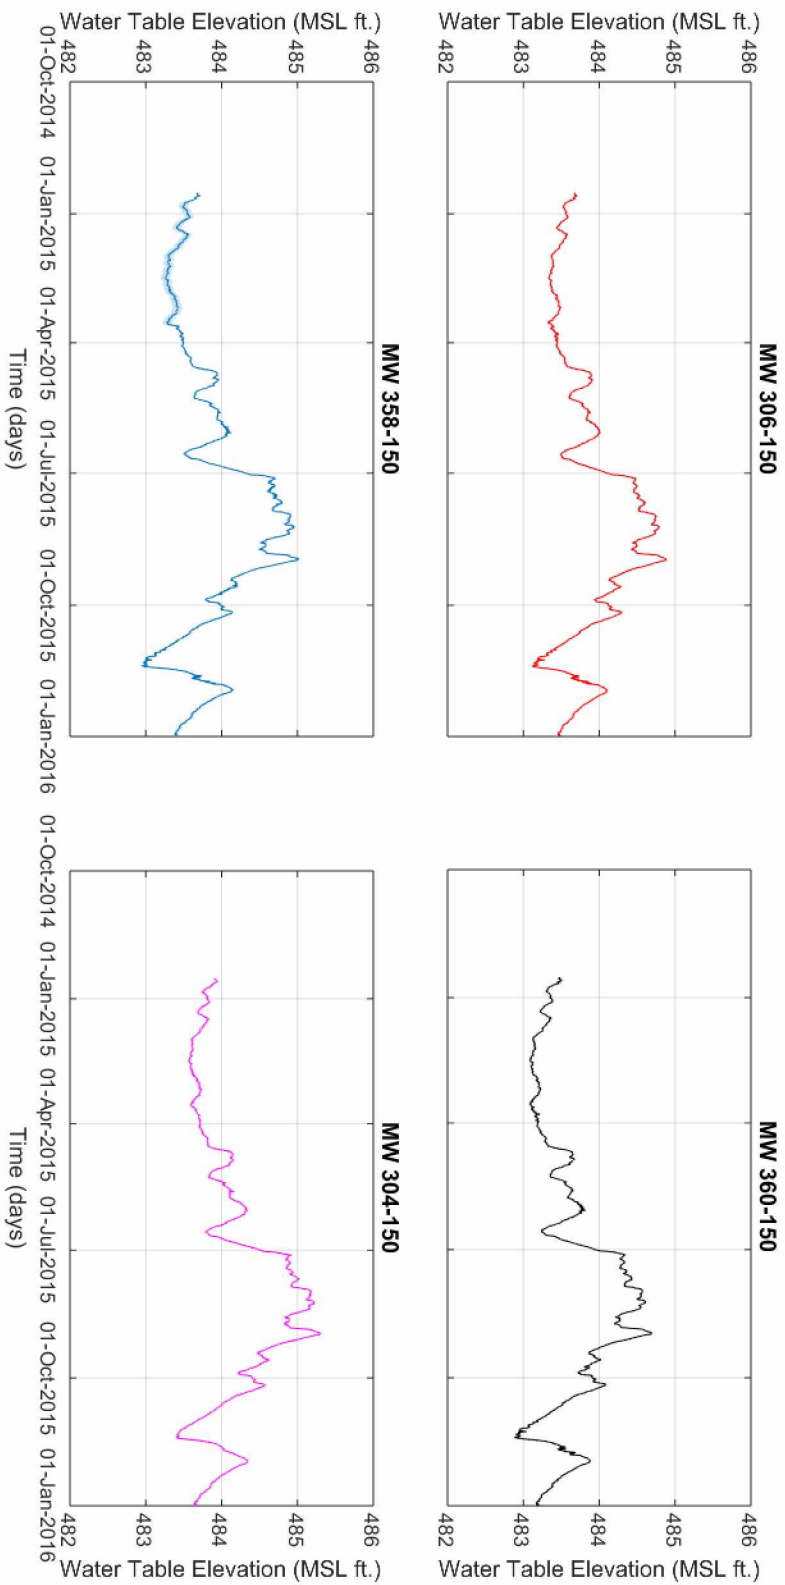 MW 306-150
Water Table Elevation (MSL ft.)
486
485
484
483
482
MW 360-150
486
485
484
483
482
Water Table Elevation (MSL ft.)
MW 358-150
Water Table Elevation (MSL ft.)
486
485
484
483
482
01-Oct-2014
01-Jan-2015
01-Apr-2015
01-Jul-2015
01-Oct-2015
01-Jan-2016
Time (days)
MW 304-150
486
485
484
483
482
Water Table Elevation (MSL ft.)
01-Oct-2014
01-Jan-2015
01-Apr-2015
01-Jul-2015
01-Oct-2015
01-Jan-2016
Time (days)